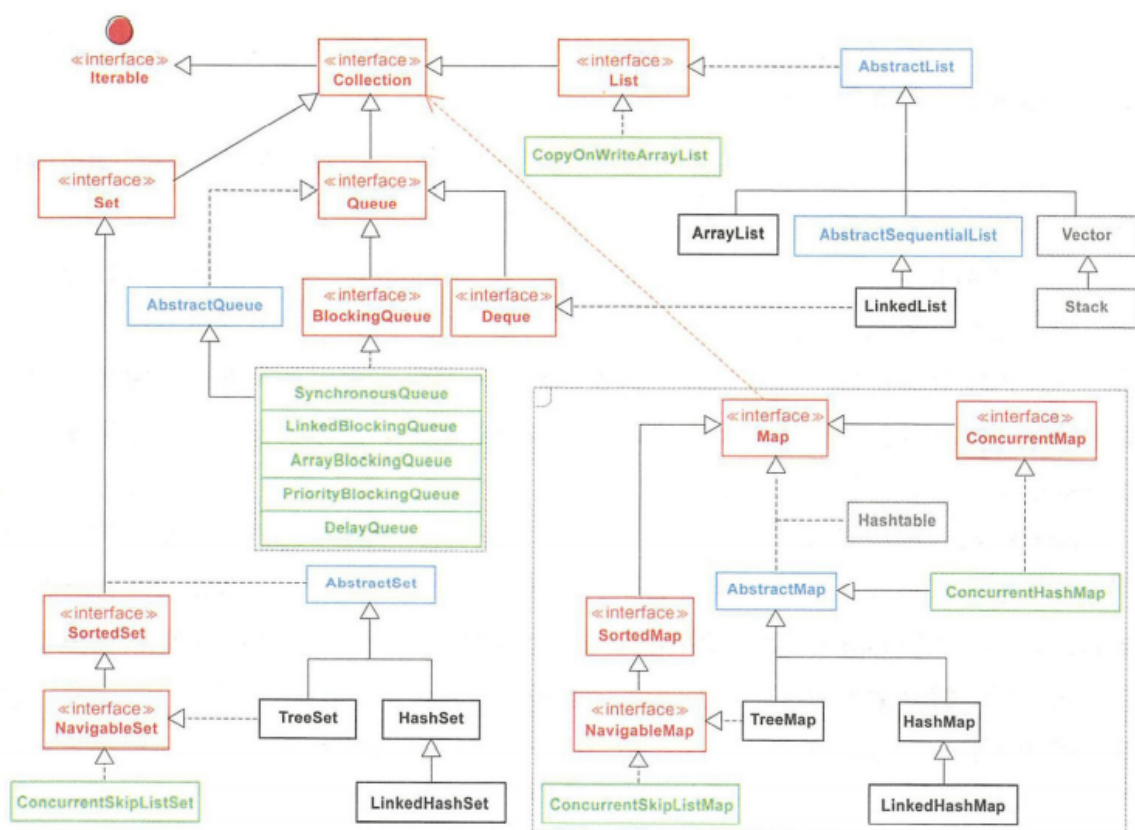 «interface»
Iterable
«interface»
Collection
«interface»
List
AbstractList
CopyOnWriteArrayList
«interface»
Set
«interface»
Queue
ArrayList
AbstractSequentialList
Vector
AbstractQueue
«interface»
BlockingQueue
«interface»
Deque
LinkedList
Stack
SynchronousQueue
LinkedBlockingQueue
ArrayBlockingQueue
PriorityBlockingQueue
DelayQueue
«interface»
Map
«interface»
ConcurrentMap
Hashtable
AbstractSet
AbstractMap
ConcurrentHashMap
«interface»
SortedSet
«interface»
SortedMap
«interface»
NavigableSet
TreeSet
HashSet
«interface»
NavigableMap
TreeMap
HashMap
ConcurrentSkipListSet
LinkedHashSet
ConcurrentSkipListMap
LinkedHashMap